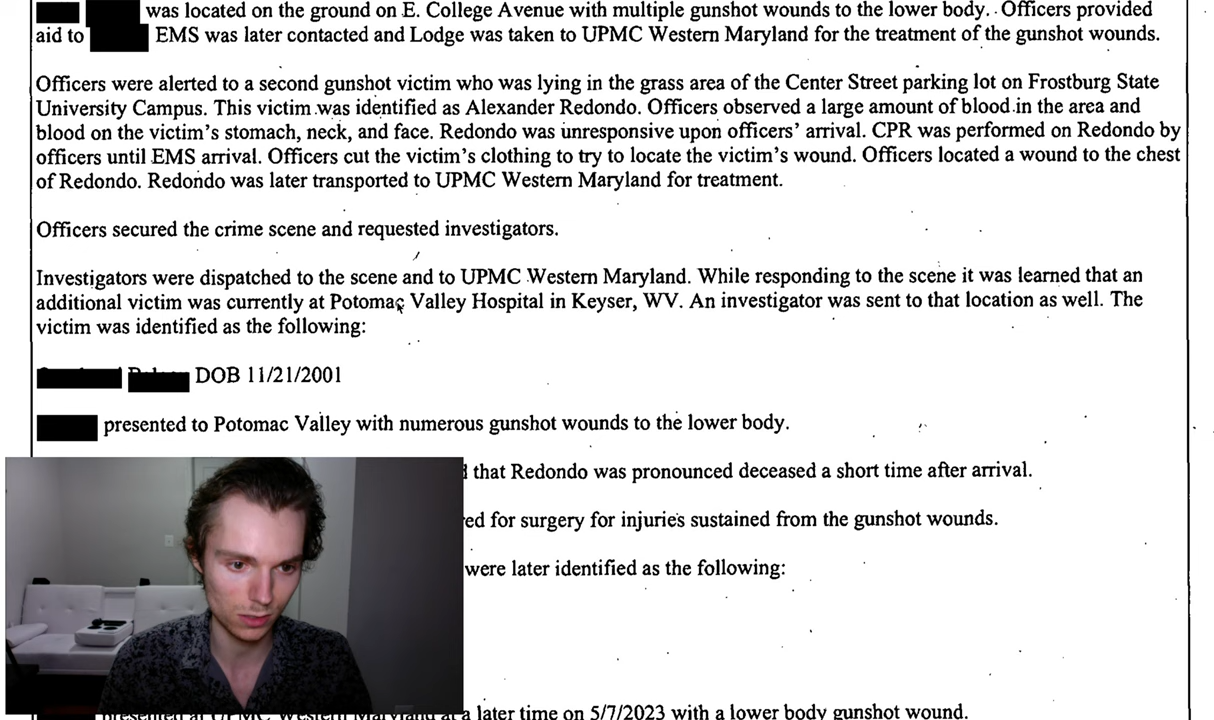 was located on the ground on E. College Avenue with multiple gunshot wounds to the lower body. Officers provided
aid to EMS was later contacted and Lodge was taken to UPMC Western Maryland for the treatment of the gunshot wounds.
Officers were alerted to a second gunshot victim who was lying in the grass area of the Center Street parking lot on Frostburg State
University Campus. This victim was identified as Alexander Redondo. Officers observed a large amount of blood in the area and
blood on the victim's stomach, neck, and face. Redondo was unresponsive upon officers' arrival. CPR was performed on Redondo by
officers until EMS arrival. Officers cut the victim's clothing to try to locate the victim's wound. Officers located a wound to the chest
of Redondo. Redondo was later transported to UPMC Western Maryland for treatment.
Officers secured the crime scene and requested investigators.
Investigators were dispatched to the scene and to UPMC Western Maryland. While responding to the scene it was learned that an
additional victim was currently at Potomac Valley Hospital in Keyser, WV. An investigator was sent to that location as well. The
victim was identified as the following:
DOB 11/21/2001
presented to Potomac Valley with numerous gunshot wounds to the lower body.
that Redondo was pronounced deceased a short time after arrival.
for surgery for injuries sustained from the gunshot wounds.
were later identified as the following:
presented at UPMC Western Maryland at a later time on 5/7/2023 with a lower body gunshot wound.